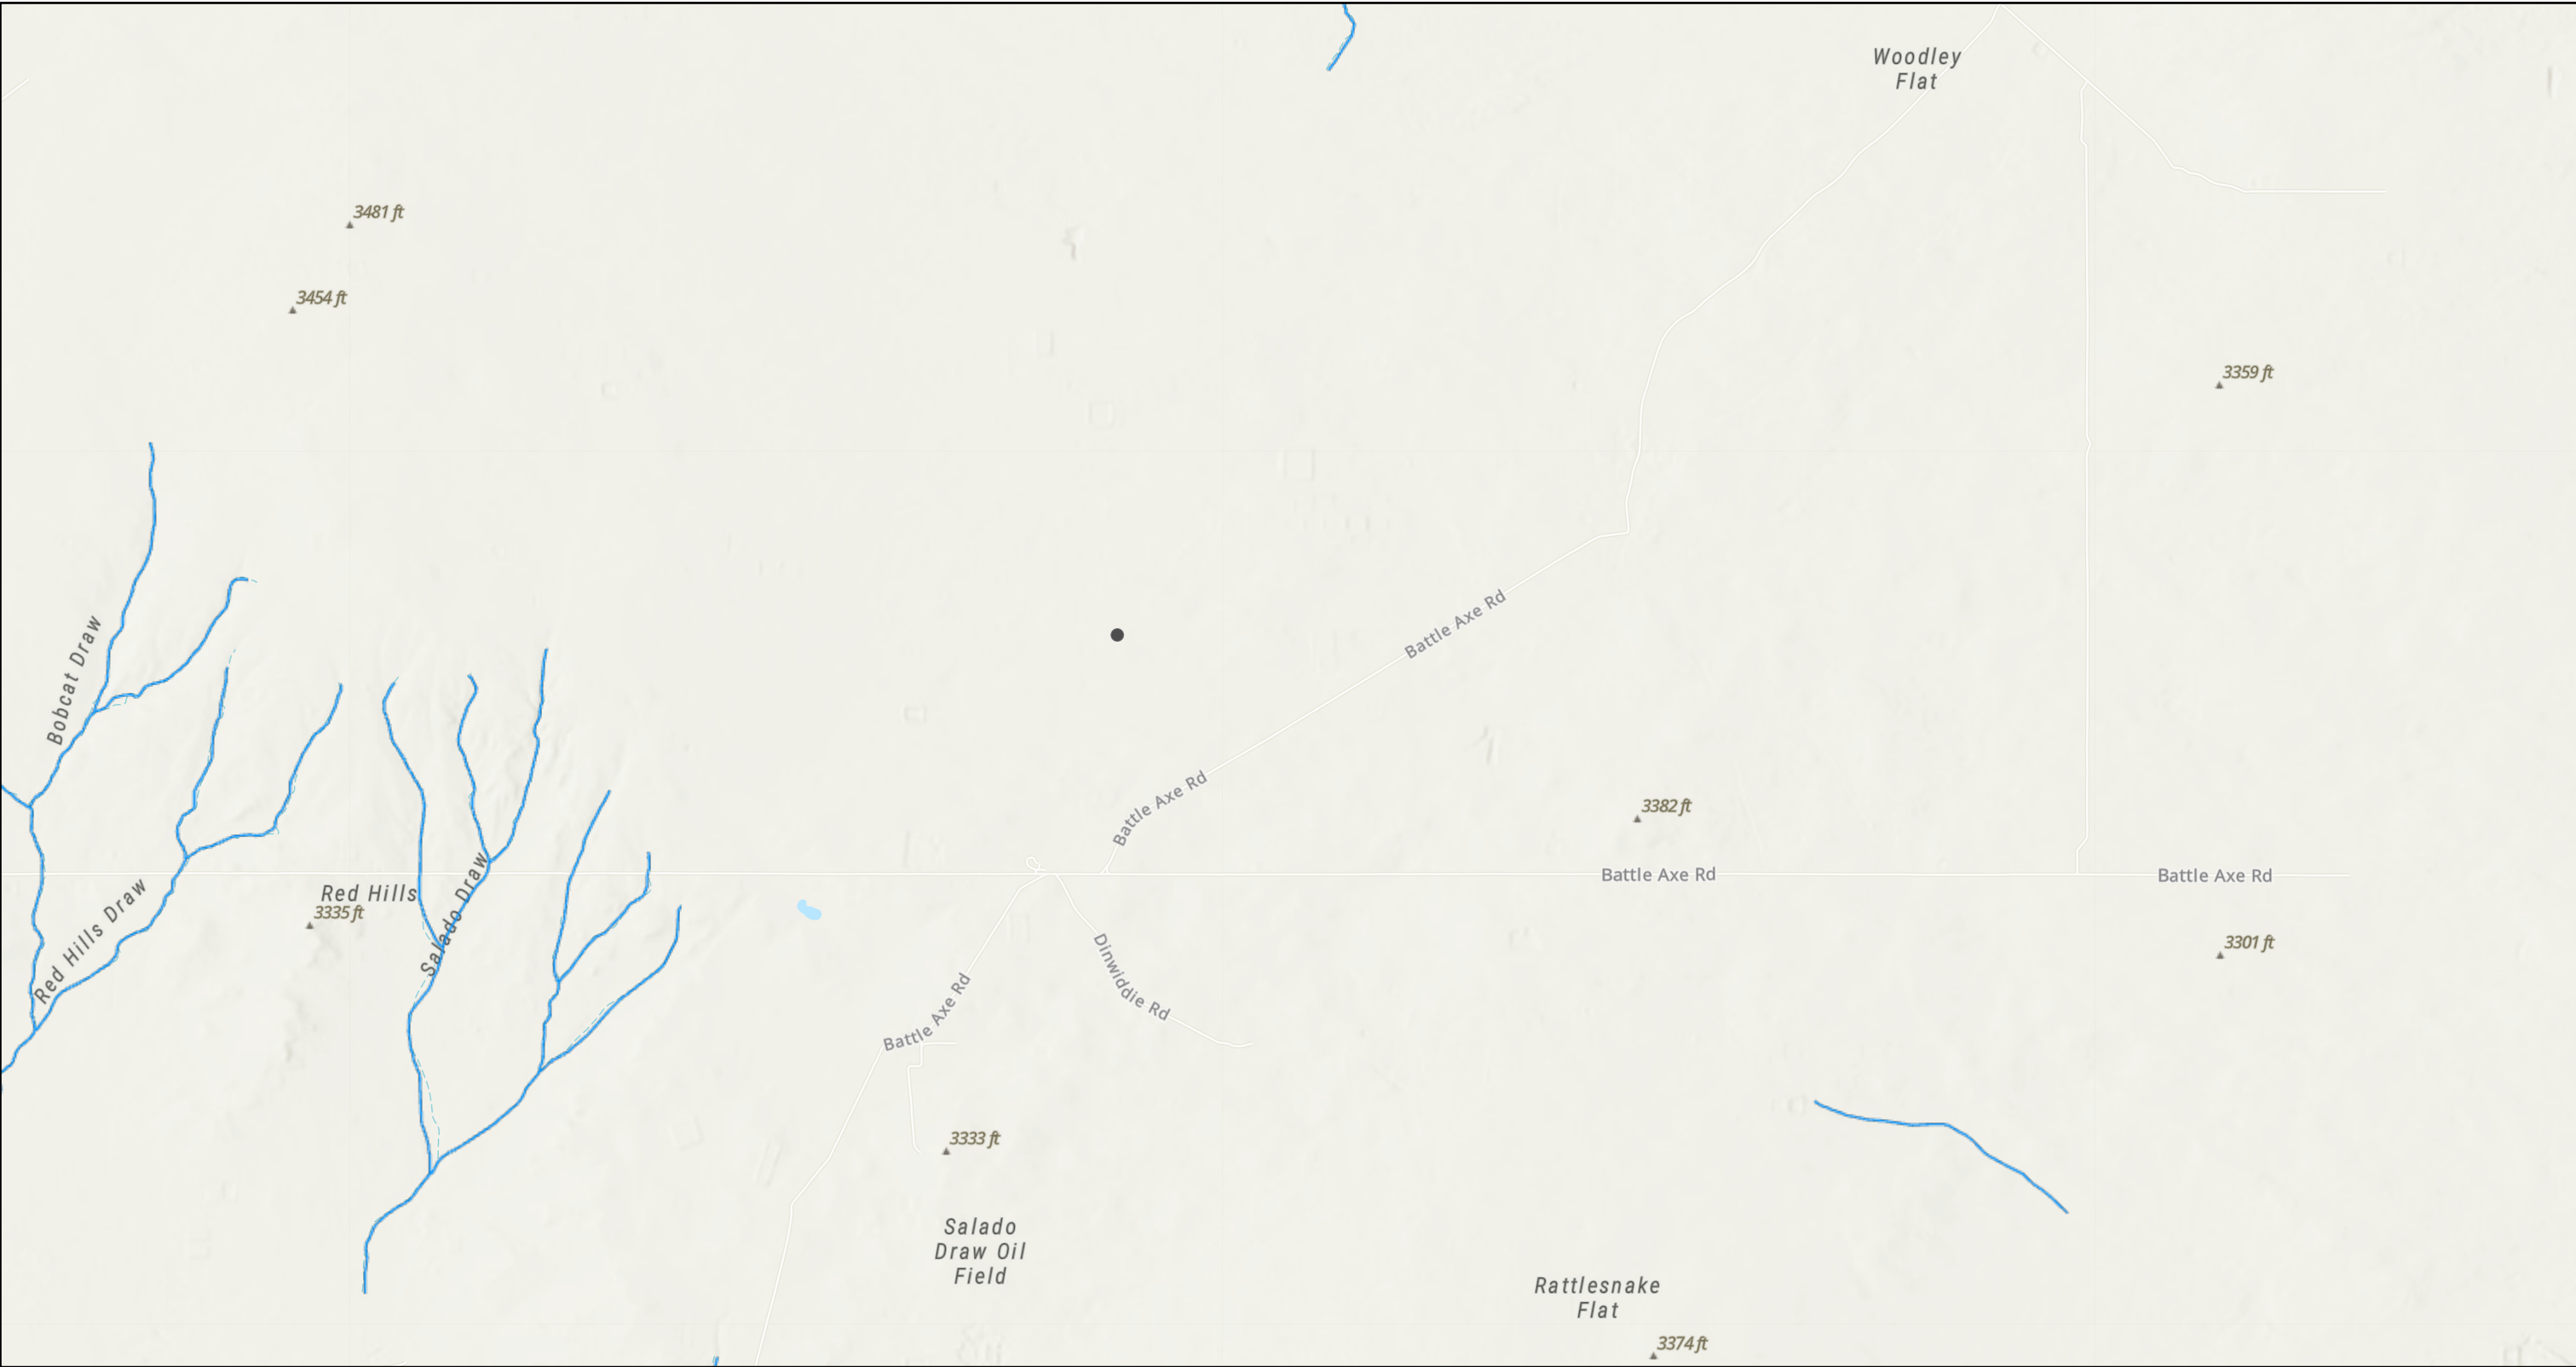 Woodley
Flat
3481 ft
3454 ft
3359 ft
Battle Axe Rd
Bobcat Draw
Battle Axe Rd
3382 ft
Battle Axe Rd
Battle Axe Rd
Red Hills
3335 ft
Salado Draw
Red Hills Draw
3301 ft
Dinwiddie Rd
Battle Axe Rd
3333 ft
Salado
Draw Oil
Field
Rattlesnake
Flat
3374 ft